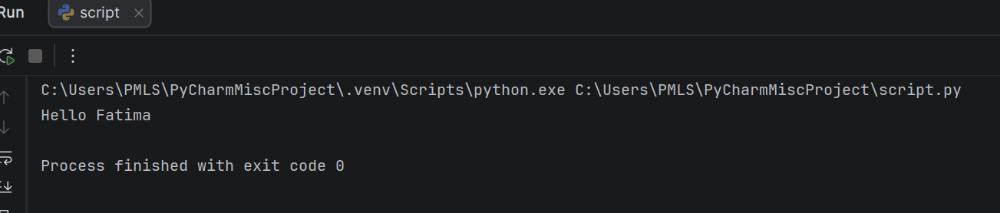 Run script
C:\Users\PMLS\PyCharmMiscProject\.venv\Scripts\python.exe C:\Users\PMLS\PyCharmMiscProject\script.py
Hello Fatima
Process finished with exit code 0